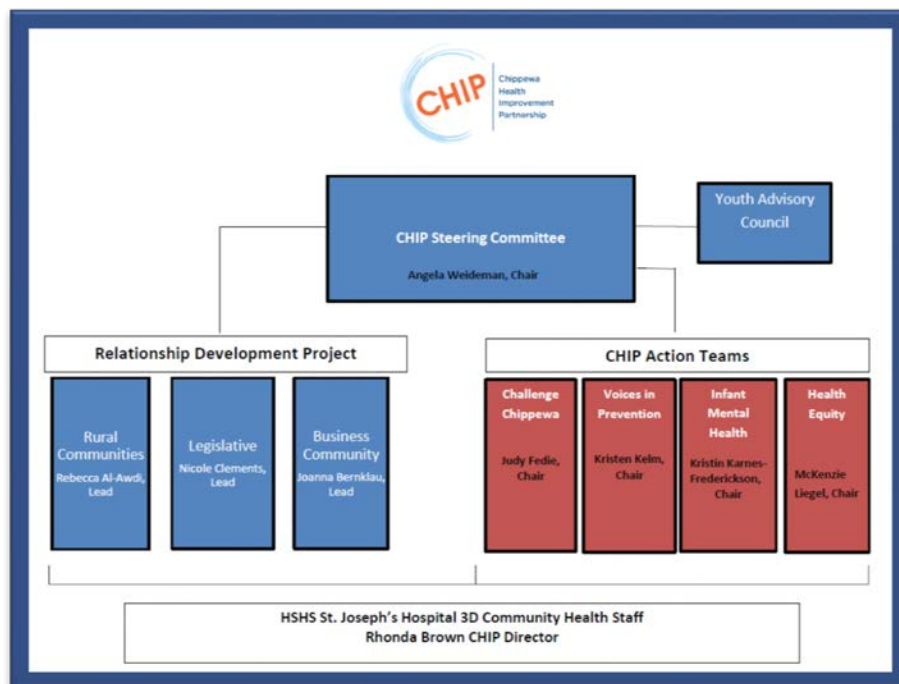 CHIP
Chippewa
Health
Improvement
Partnership
CHIP Steering Committee
Angela Weideman, Chair
Youth Advisory
Council
Relationship Development Project
Rural
Communities
Rebecca Al-Awdi,
Lead
Legislative
Nicole Clements,
Lead
Business
Community
Joanna Bernklau,
Lead
CHIP Action Teams
Challenge
Chippewa
Judy Fedie,
Chair
Voices in
Prevention
Kristen Kelm,
Chair
Infant
Mental
Health
Kristin Karnes-
Frederickson,
Chair
Health
Equity
McKenzie
Liegel, Chair
HSHS St. Joseph's Hospital 3D Community Health Staff
Rhonda Brown CHIP Director